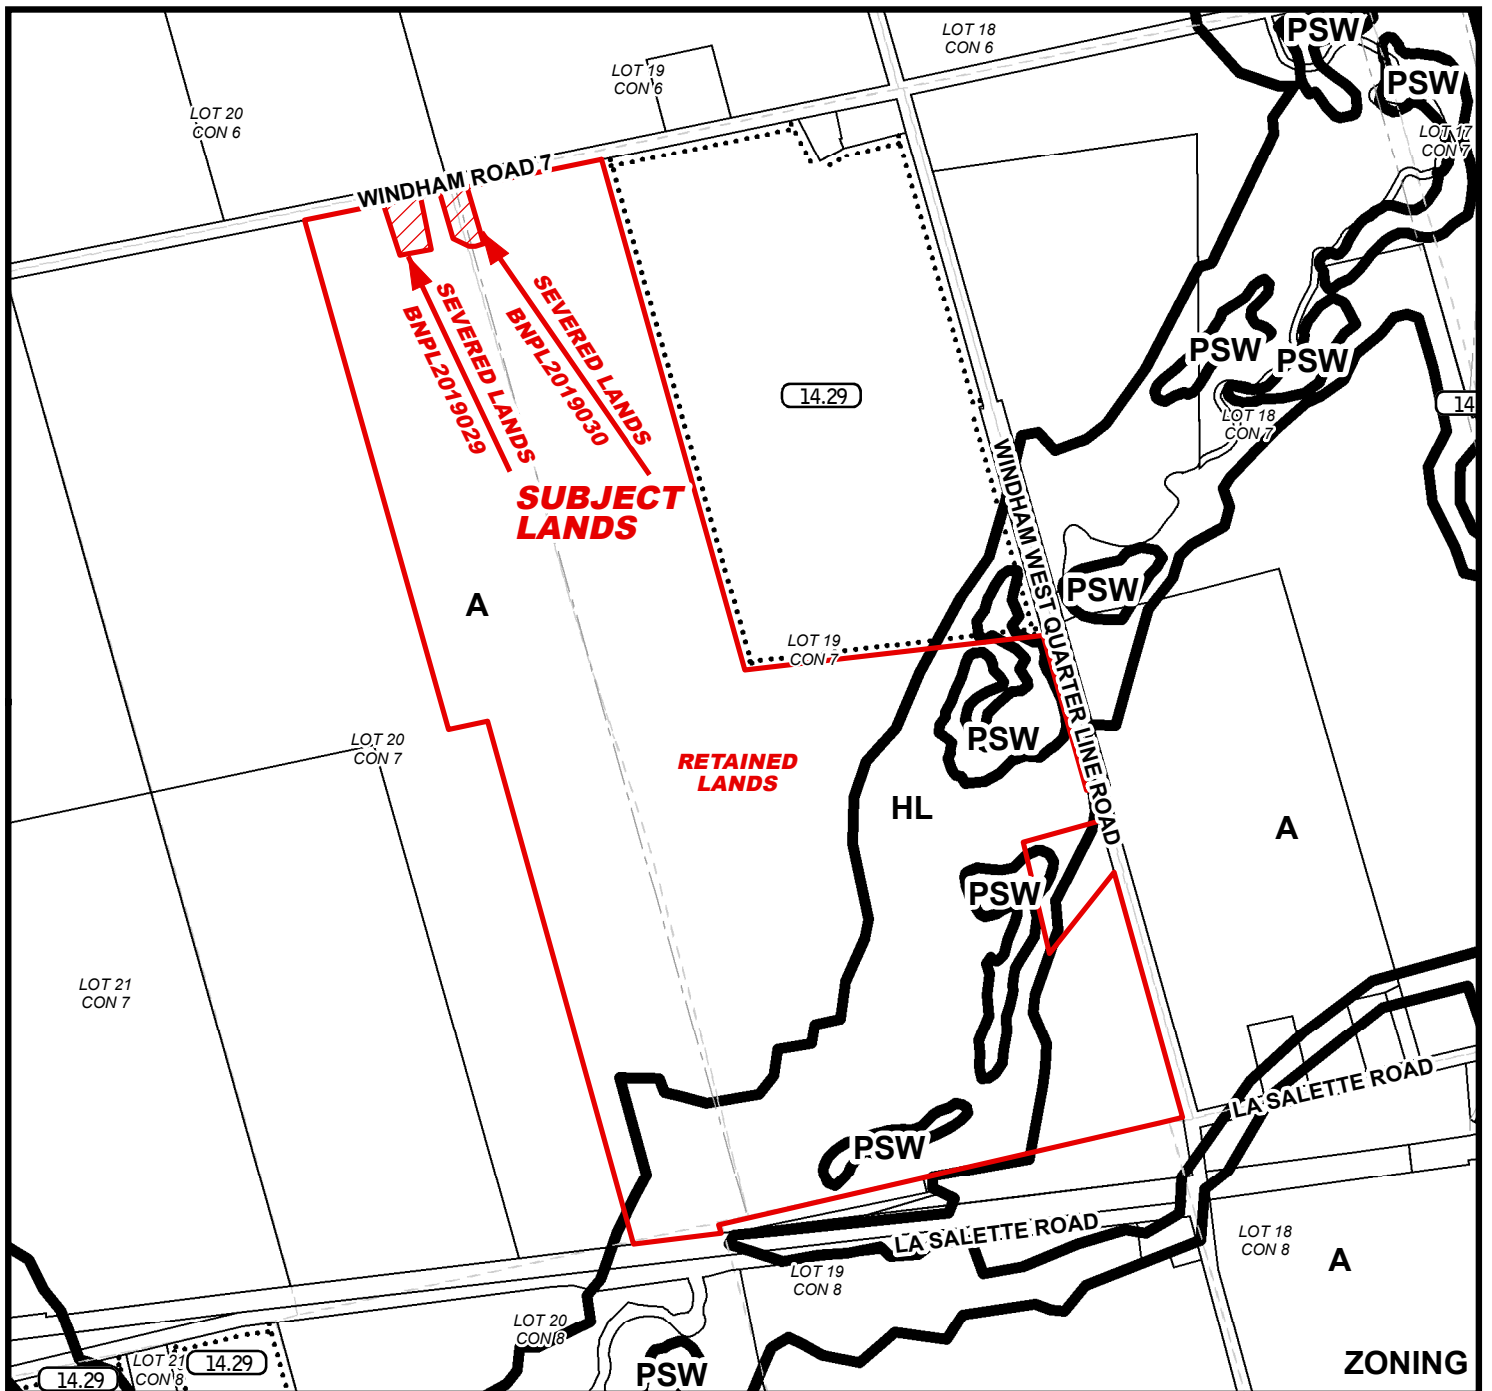 PSW
LOT 18
CON 6
LOT 19
CON 6
PSW
LOT 20
CON 6
LOT 17
CON 7
WINDHAM ROAD 7
SEVERED LANDS
BNPL2019029
SEVERED LANDS
BNPL2019030
PSW
PSW
14.29
14
LOT 18
CON 7
SUBJECT
LANDS
WINDHAM WEST QUARTER LINE ROAD
PSW
A
LOT 19
CON 7
LOT 20
CON 7
PSW
RETAINED
LANDS
HL
A
PSW
LOT 21
CON 7
LA SALETTE ROAD
PSW
LA SALETTE ROAD
LOT 18
CON 8
A
LOT 19
CON 8
LOT 20
CON 8
LOT 21
CON 8
14.29
14.29
PSW
ZONING